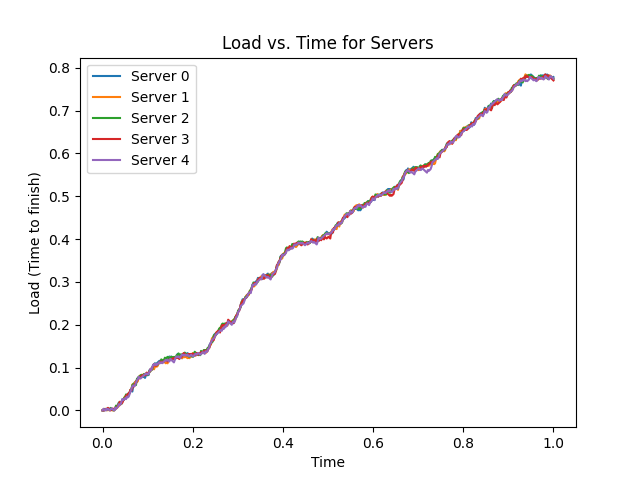 Load vs. Time for Servers
Server 0
Server 1
Server 2
Server 3
Server 4
0.8
0.7
0.6
0.5
0.4
0.3
0.2
0.1
0.0
Load (Time to finish)
0.0 0.2 0.4 0.6 0.8 1.0
Time